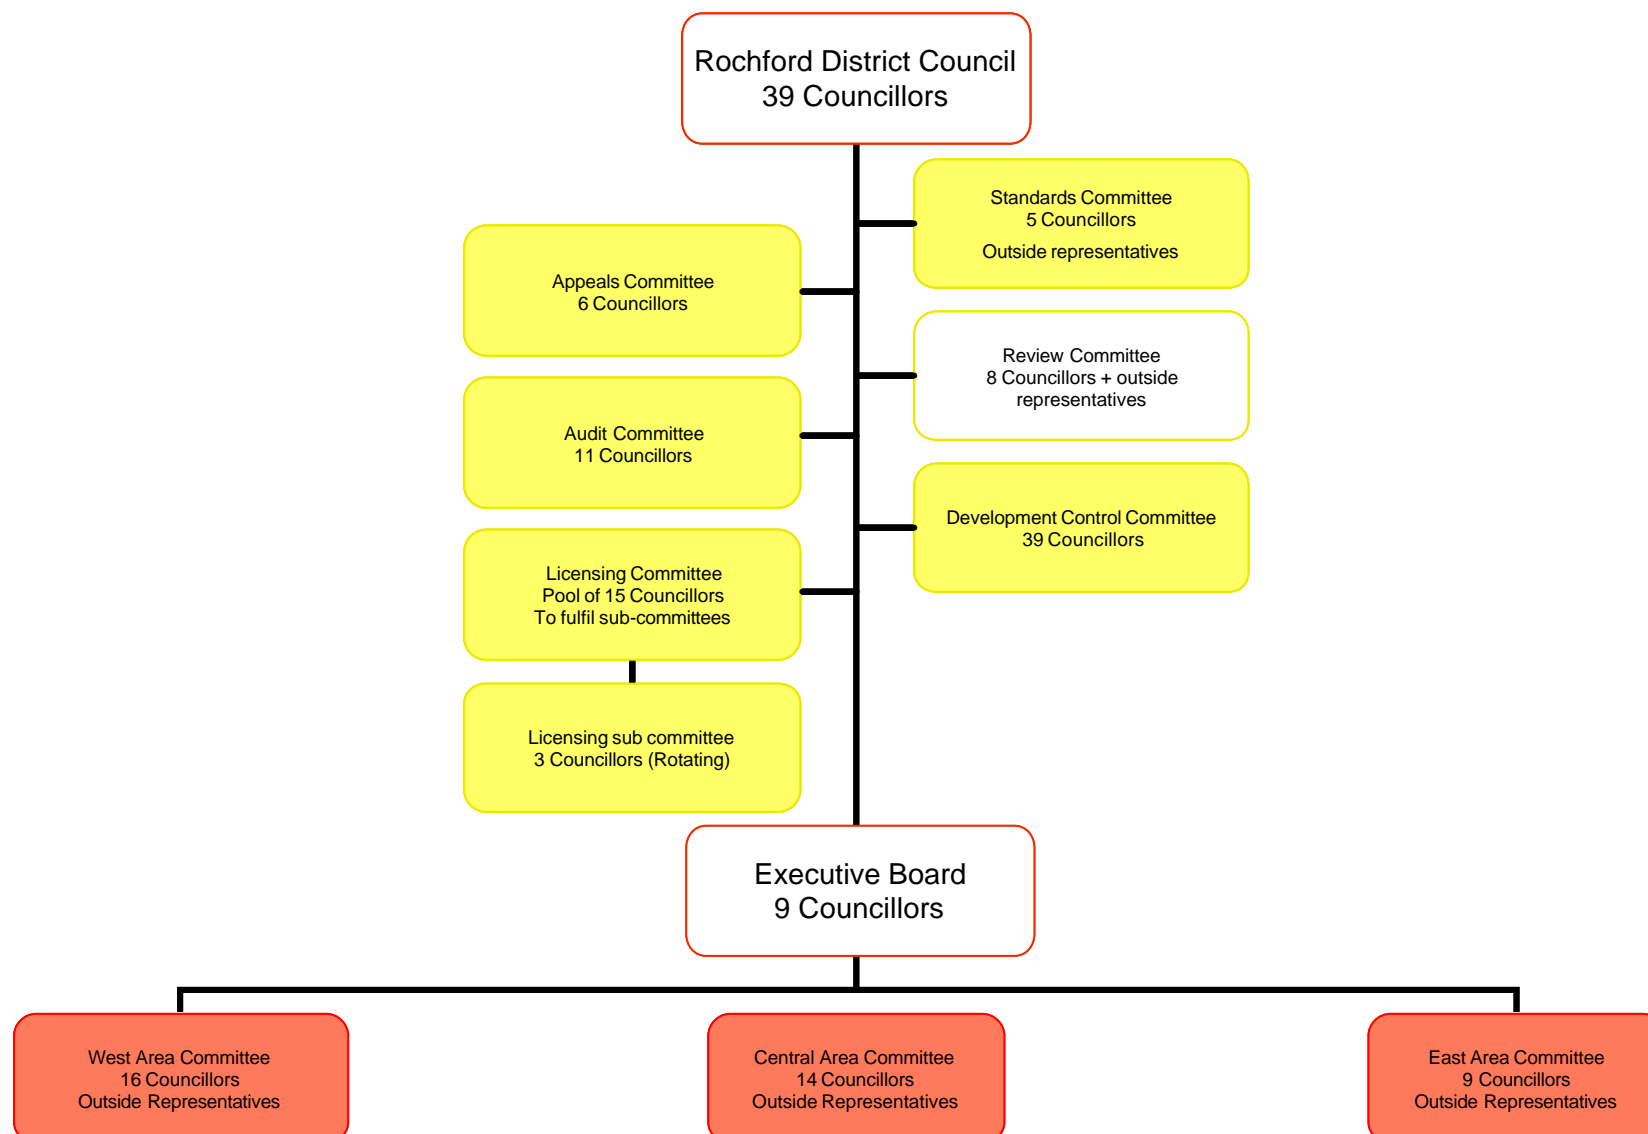 Rochford District Council
39 Councillors
Standards Committee
5 Councillors
Outside representatives
Appeals Committee
6 Councillors
Review Committee
8 Councillors + outside
representatives
Audit Committee
11 Councillors
Development Control Committee
39 Councillors
Licensing Committee
Pool of 15 Councillors
To fulfil sub-committees
Licensing sub committee
3 Councillors (Rotating)
Executive Board
9 Councillors
West Area Committee
16 Councillors
Outside Representatives
Central Area Committee
14 Councillors
Outside Representatives
East Area Committee
9 Councillors
Outside Representatives